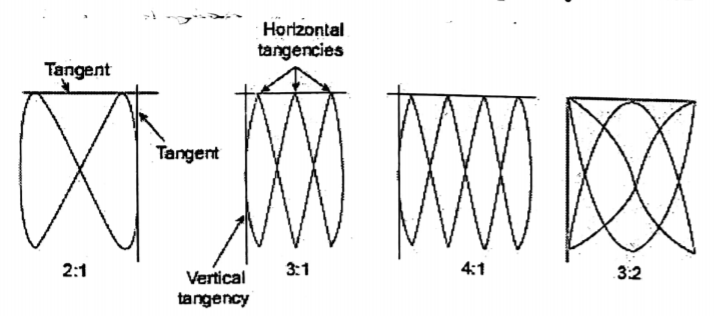 Horizontal
tangencies
Tangent
Tangent
2:1
3:1
4:1
3:2
Vertical
tangency